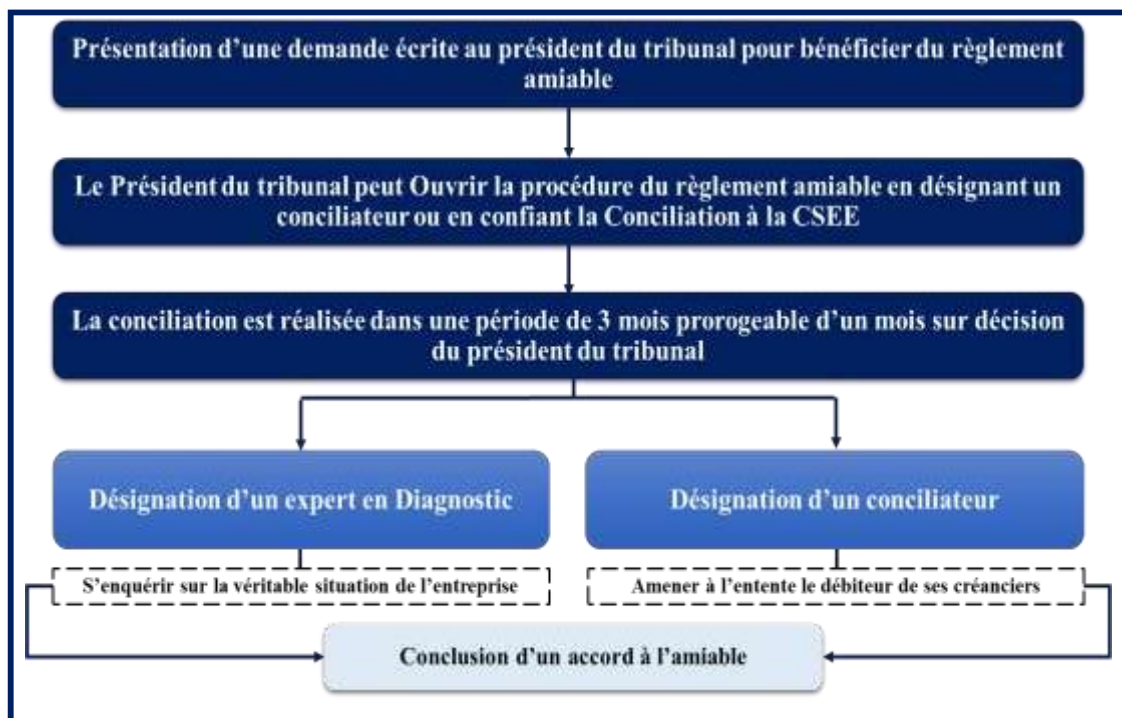 Présentation d’une demande écrite au président du tribunal pour bénéficier du règlement
amiable
Le Président du tribunal peut Ouvrir la procédure du règlement amiable en désignant un
conciliateur ou en confiant la Conciliation à la CSEE
La conciliation est réalisée dans une période de 3 mois prorogeable d’un mois sur décision
du président du tribunal
Désignation d’un expert en Diagnostic
Désignation d’un conciliateur
S’enquérir sur la véritable situation de l’entreprise
Amener à l’entente le débiteur de ses créanciers
Conclusion d’un accord à l’amiable